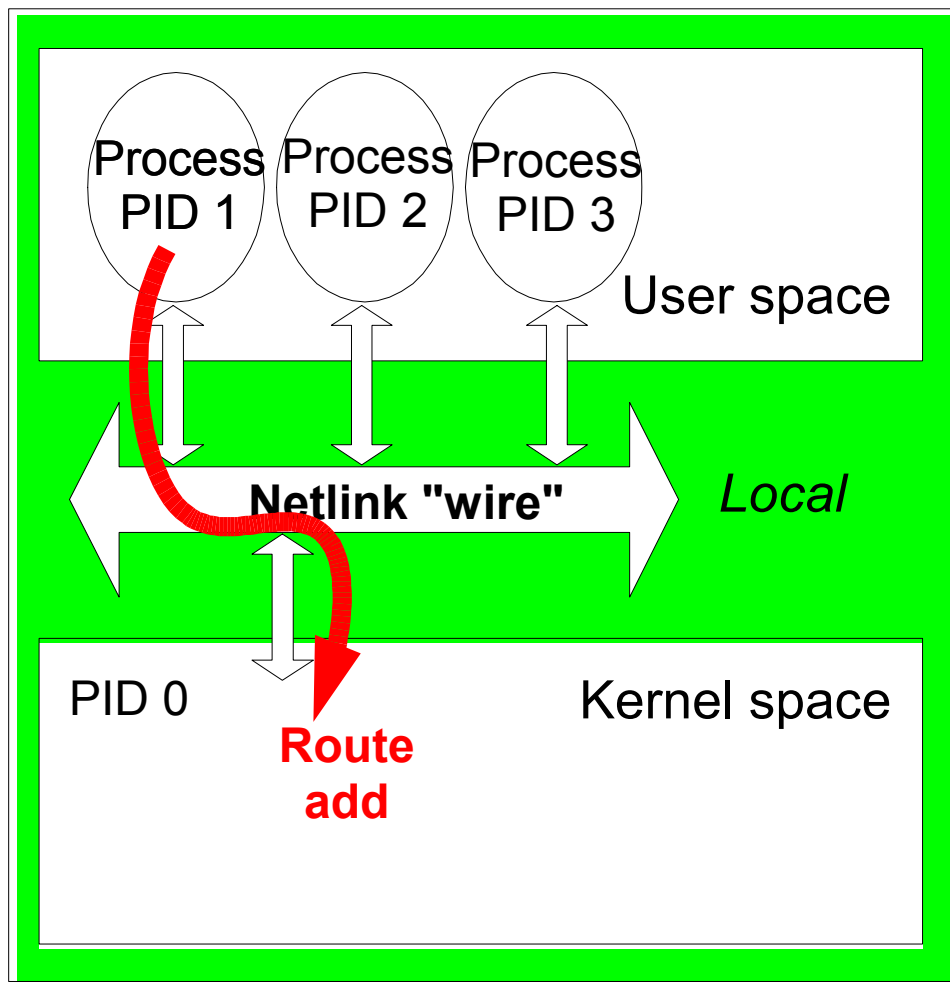 Process
PID 1
Process
PID 2
Process
PID 3
User space
Netlink "wire"
Local
PID 0
Kernel space
Route
add